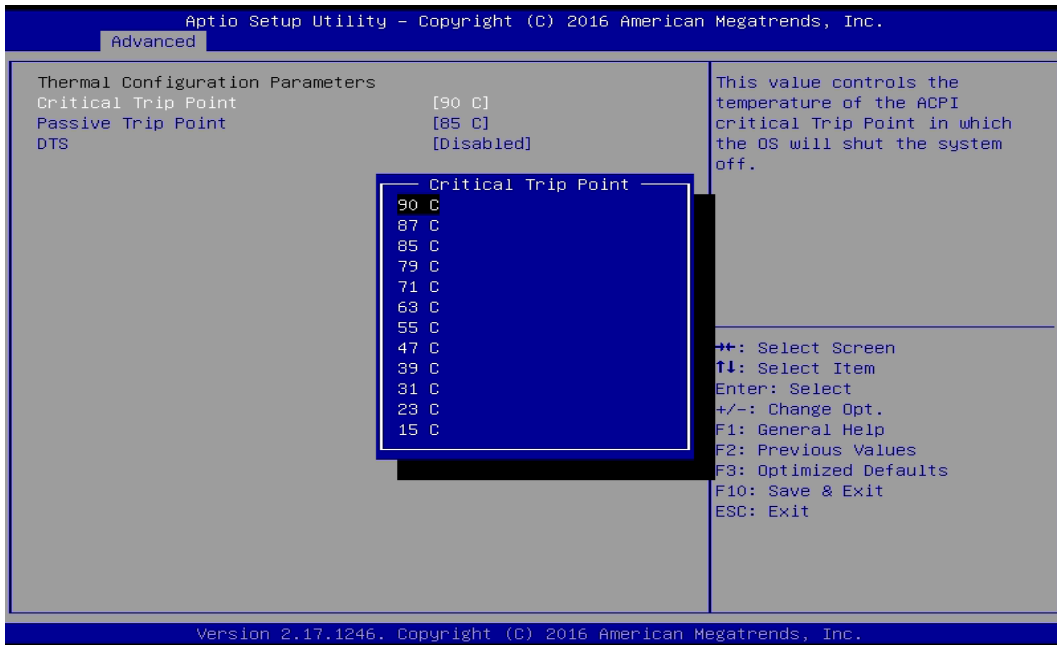 Aptio Setup Utility – Copyright (C) 2016 American Megatrends, Inc.
Advanced
Thermal Configuration Parameters
Critical Trip Point [90 C]
Passive Trip Point [85 C]
DTS [Disabled]
Critical Trip Point
90 C
87 C
85 C
79 C
71 C
63 C
55 C
47 C
39 C
31 C
23 C
15 C
This value controls the
temperature of the ACPI
critical Trip Point in which
the OS will shut the system
off.
→←: Select Screen
↑↓: Select Item
Enter: Select
+/-: Change Opt.
F1: General Help
F2: Previous Values
F3: Optimized Defaults
F10: Save & Exit
ESC: Exit
Version 2.17.1246. Copyright (C) 2016 American Megatrends, Inc.